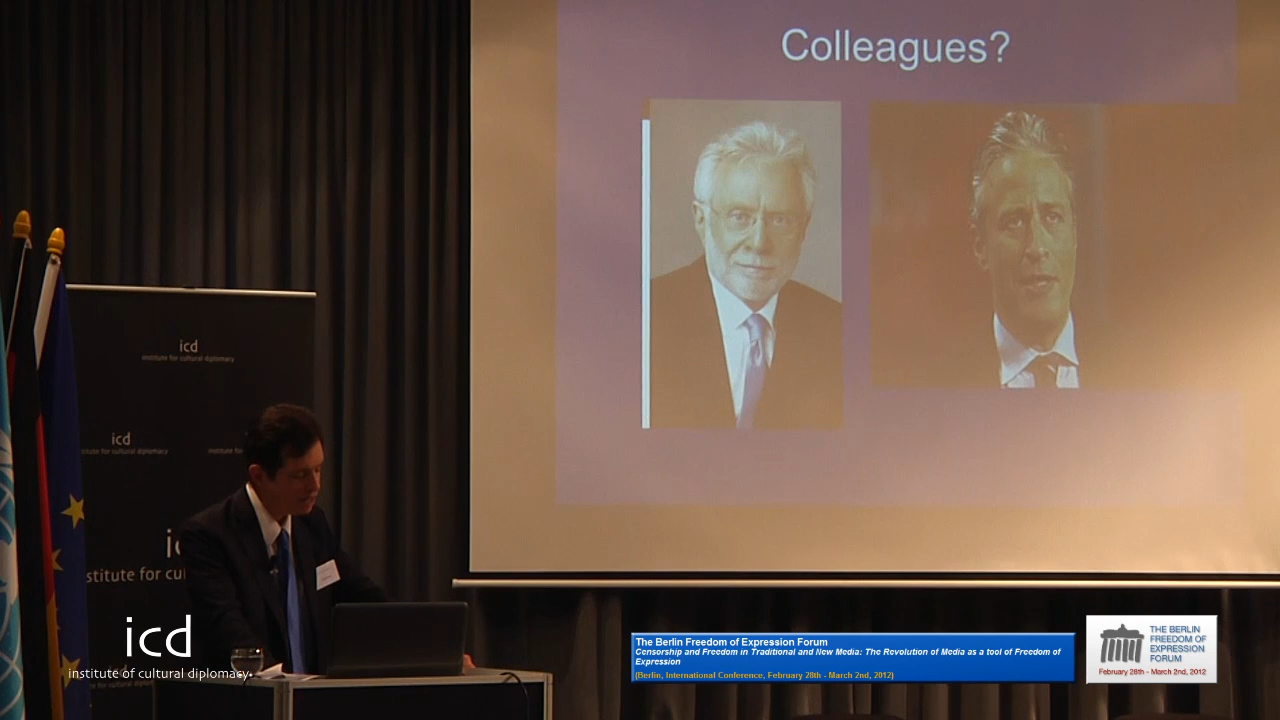 Colleagues?
icd
institute for cultural diplomacy
icd
institute for cultural diplomacy
icd
institute of cultural diplomacy
The Berlin Freedom of Expression Forum
Censorship and Freedom in Traditional and New Media: The Revolution of Media as a tool of Freedom of
Expression
(Berlin, International Conference, February 28th - March 2nd, 2012)
THE BERLIN
FREEDOM OF
EXPRESSION
FORUM
February 28th - March 2nd, 2012